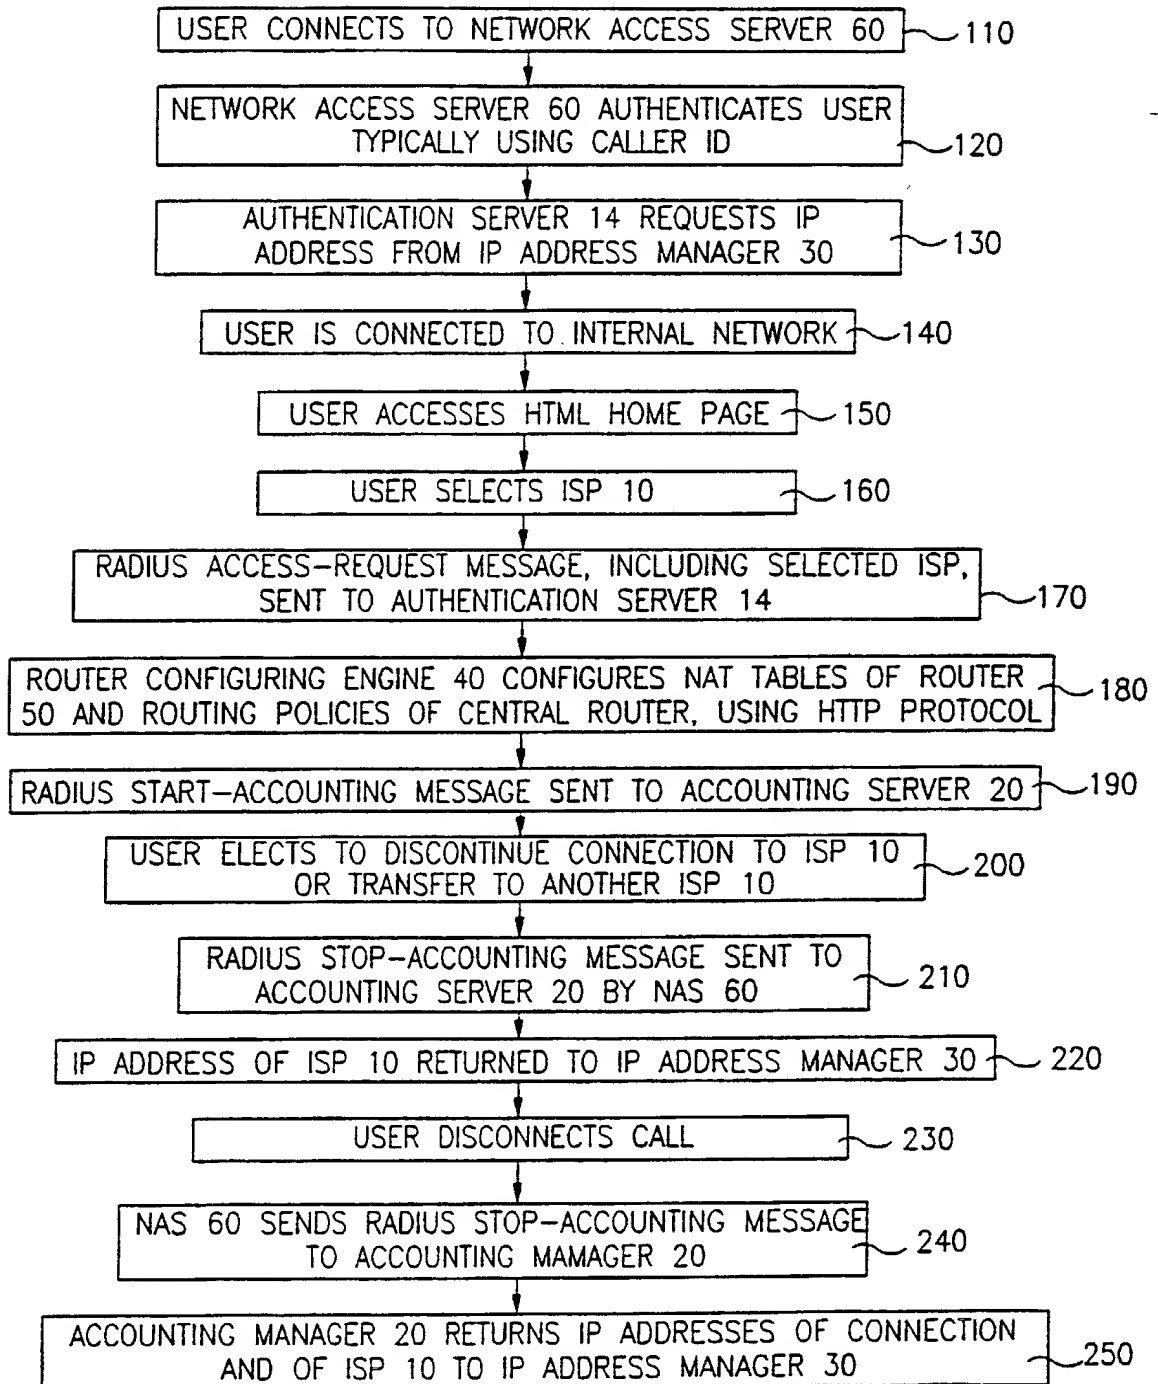 USER CONNECTS TO NETWORK ACCESS SERVER 60
110
NETWORK ACCESS SERVER 60 AUTHENTICATES USER
TYPICALLY USING CALLER ID
120
AUTHENTICATION SERVER 14 REQUESTS IP
ADDRESS FROM IP ADDRESS MANAGER 30
130
USER IS CONNECTED TO INTERNAL NETWORK
140
USER ACCESSES HTML HOME PAGE
150
USER SELECTS ISP 10
160
RADIUS ACCESS-REQUEST MESSAGE, INCLUDING SELECTED ISP,
SENT TO AUTHENTICATION SERVER 14
170
ROUTER CONFIGURING ENGINE 40 CONFIGURES NAT TABLES OF ROUTER
50 AND ROUTING POLICIES OF CENTRAL ROUTER, USING HTTP PROTOCOL
180
RADIUS START-ACCOUNTING MESSAGE SENT TO ACCOUNTING SERVER 20
190
USER ELECTS TO DISCONTINUE CONNECTION TO ISP 10
OR TRANSFER TO ANOTHER ISP 10
200
RADIUS STOP-ACCOUNTING MESSAGE SENT TO
ACCOUNTING SERVER 20 BY NAS 60
210
IP ADDRESS OF ISP 10 RETURNED TO IP ADDRESS MANAGER 30
220
USER DISCONNECTS CALL
230
NAS 60 SENDS RADIUS STOP-ACCOUNTING MESSAGE
TO ACCOUNTING MAMAGER 20
240
ACCOUNTING MANAGER 20 RETURNS IP ADDRESSES OF CONNECTION
AND OF ISP 10 TO IP ADDRESS MANAGER 30
250